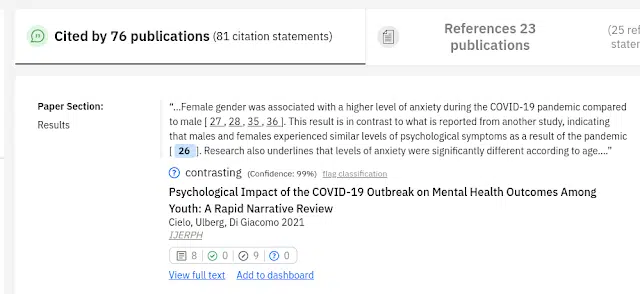 Cited by 76 publications (81 citation statements)
References 23
publications
(25 ref
stater
Paper Section:
Results
“...Female gender was associated with a higher level of anxiety during the COVID-19 pandemic compared
to male [ 27 , 28 , 35 , 36 ]. This result is in contrast to what is reported from another study, indicating
that males and females experienced similar levels of psychological symptoms as a result of the pandemic
[ 26 ]. Research also underlines that levels of anxiety were significantly different according to age....”
contrasting (Confidence: 99%) flag classification
Psychological Impact of the COVID-19 Outbreak on Mental Health Outcomes Among
Youth: A Rapid Narrative Review
Cielo, Ulberg, Di Giacomo 2021
IJERPH
8 0 9 0
View full text Add to dashboard